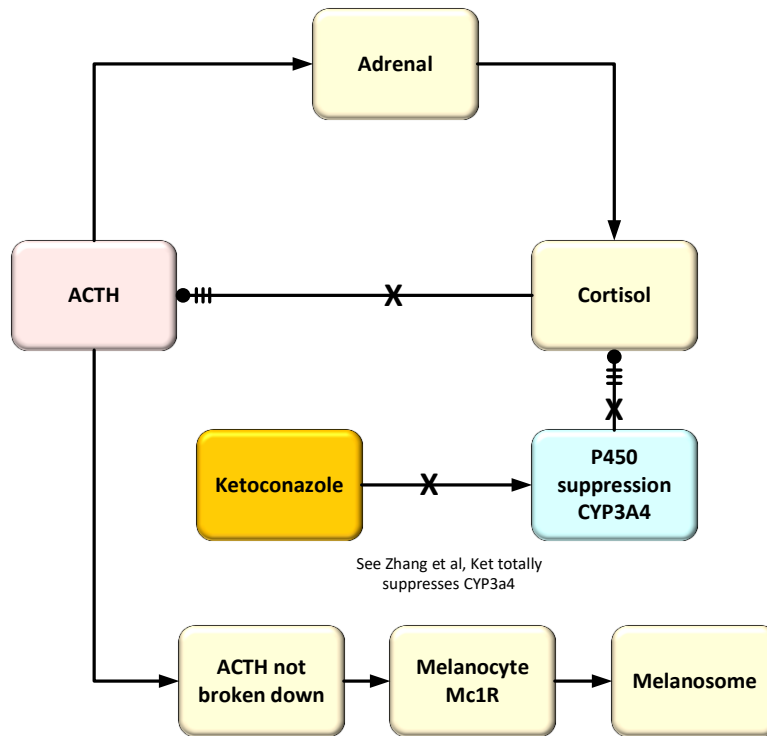 Adrenal
ACTH
Cortisol
X
X
Ketoconazole
X
P450
suppression
CYP3A4
See Zhang et al, Ket totally
suppresses CYP3a4
ACTH not
broken down
Melanocyte
Mc1R
Melanosome